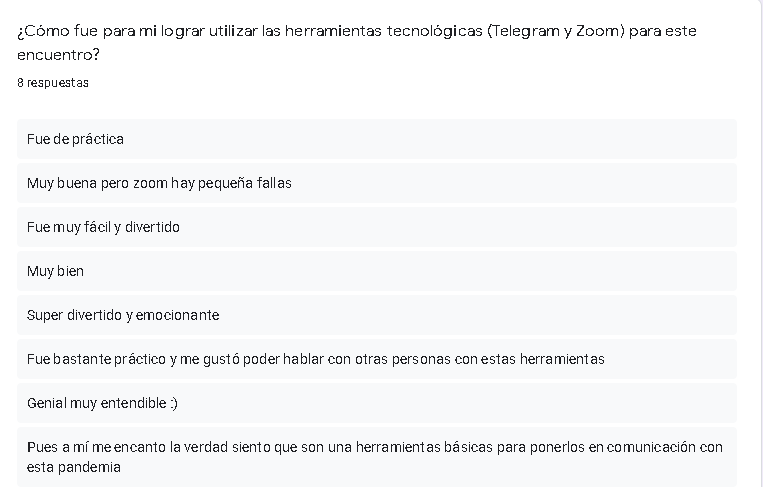 ¿Cómo fue para mi lograr utilizar las herramientas tecnológicas (Telegram y Zoom) para este
encuentro?
8 respuestas
Fue de práctica
Muy buena pero zoom hay pequeña fallas
Fue muy fácil y divertido
Muy bien
Super divertido y emocionante
Fue bastante práctico y me gustó poder hablar con otras personas con estas herramientas
Genial muy entendible :)
Pues a mí me encanto la verdad siento que son una herramientas básicas para ponerlos en comunicación con
esta pandemia